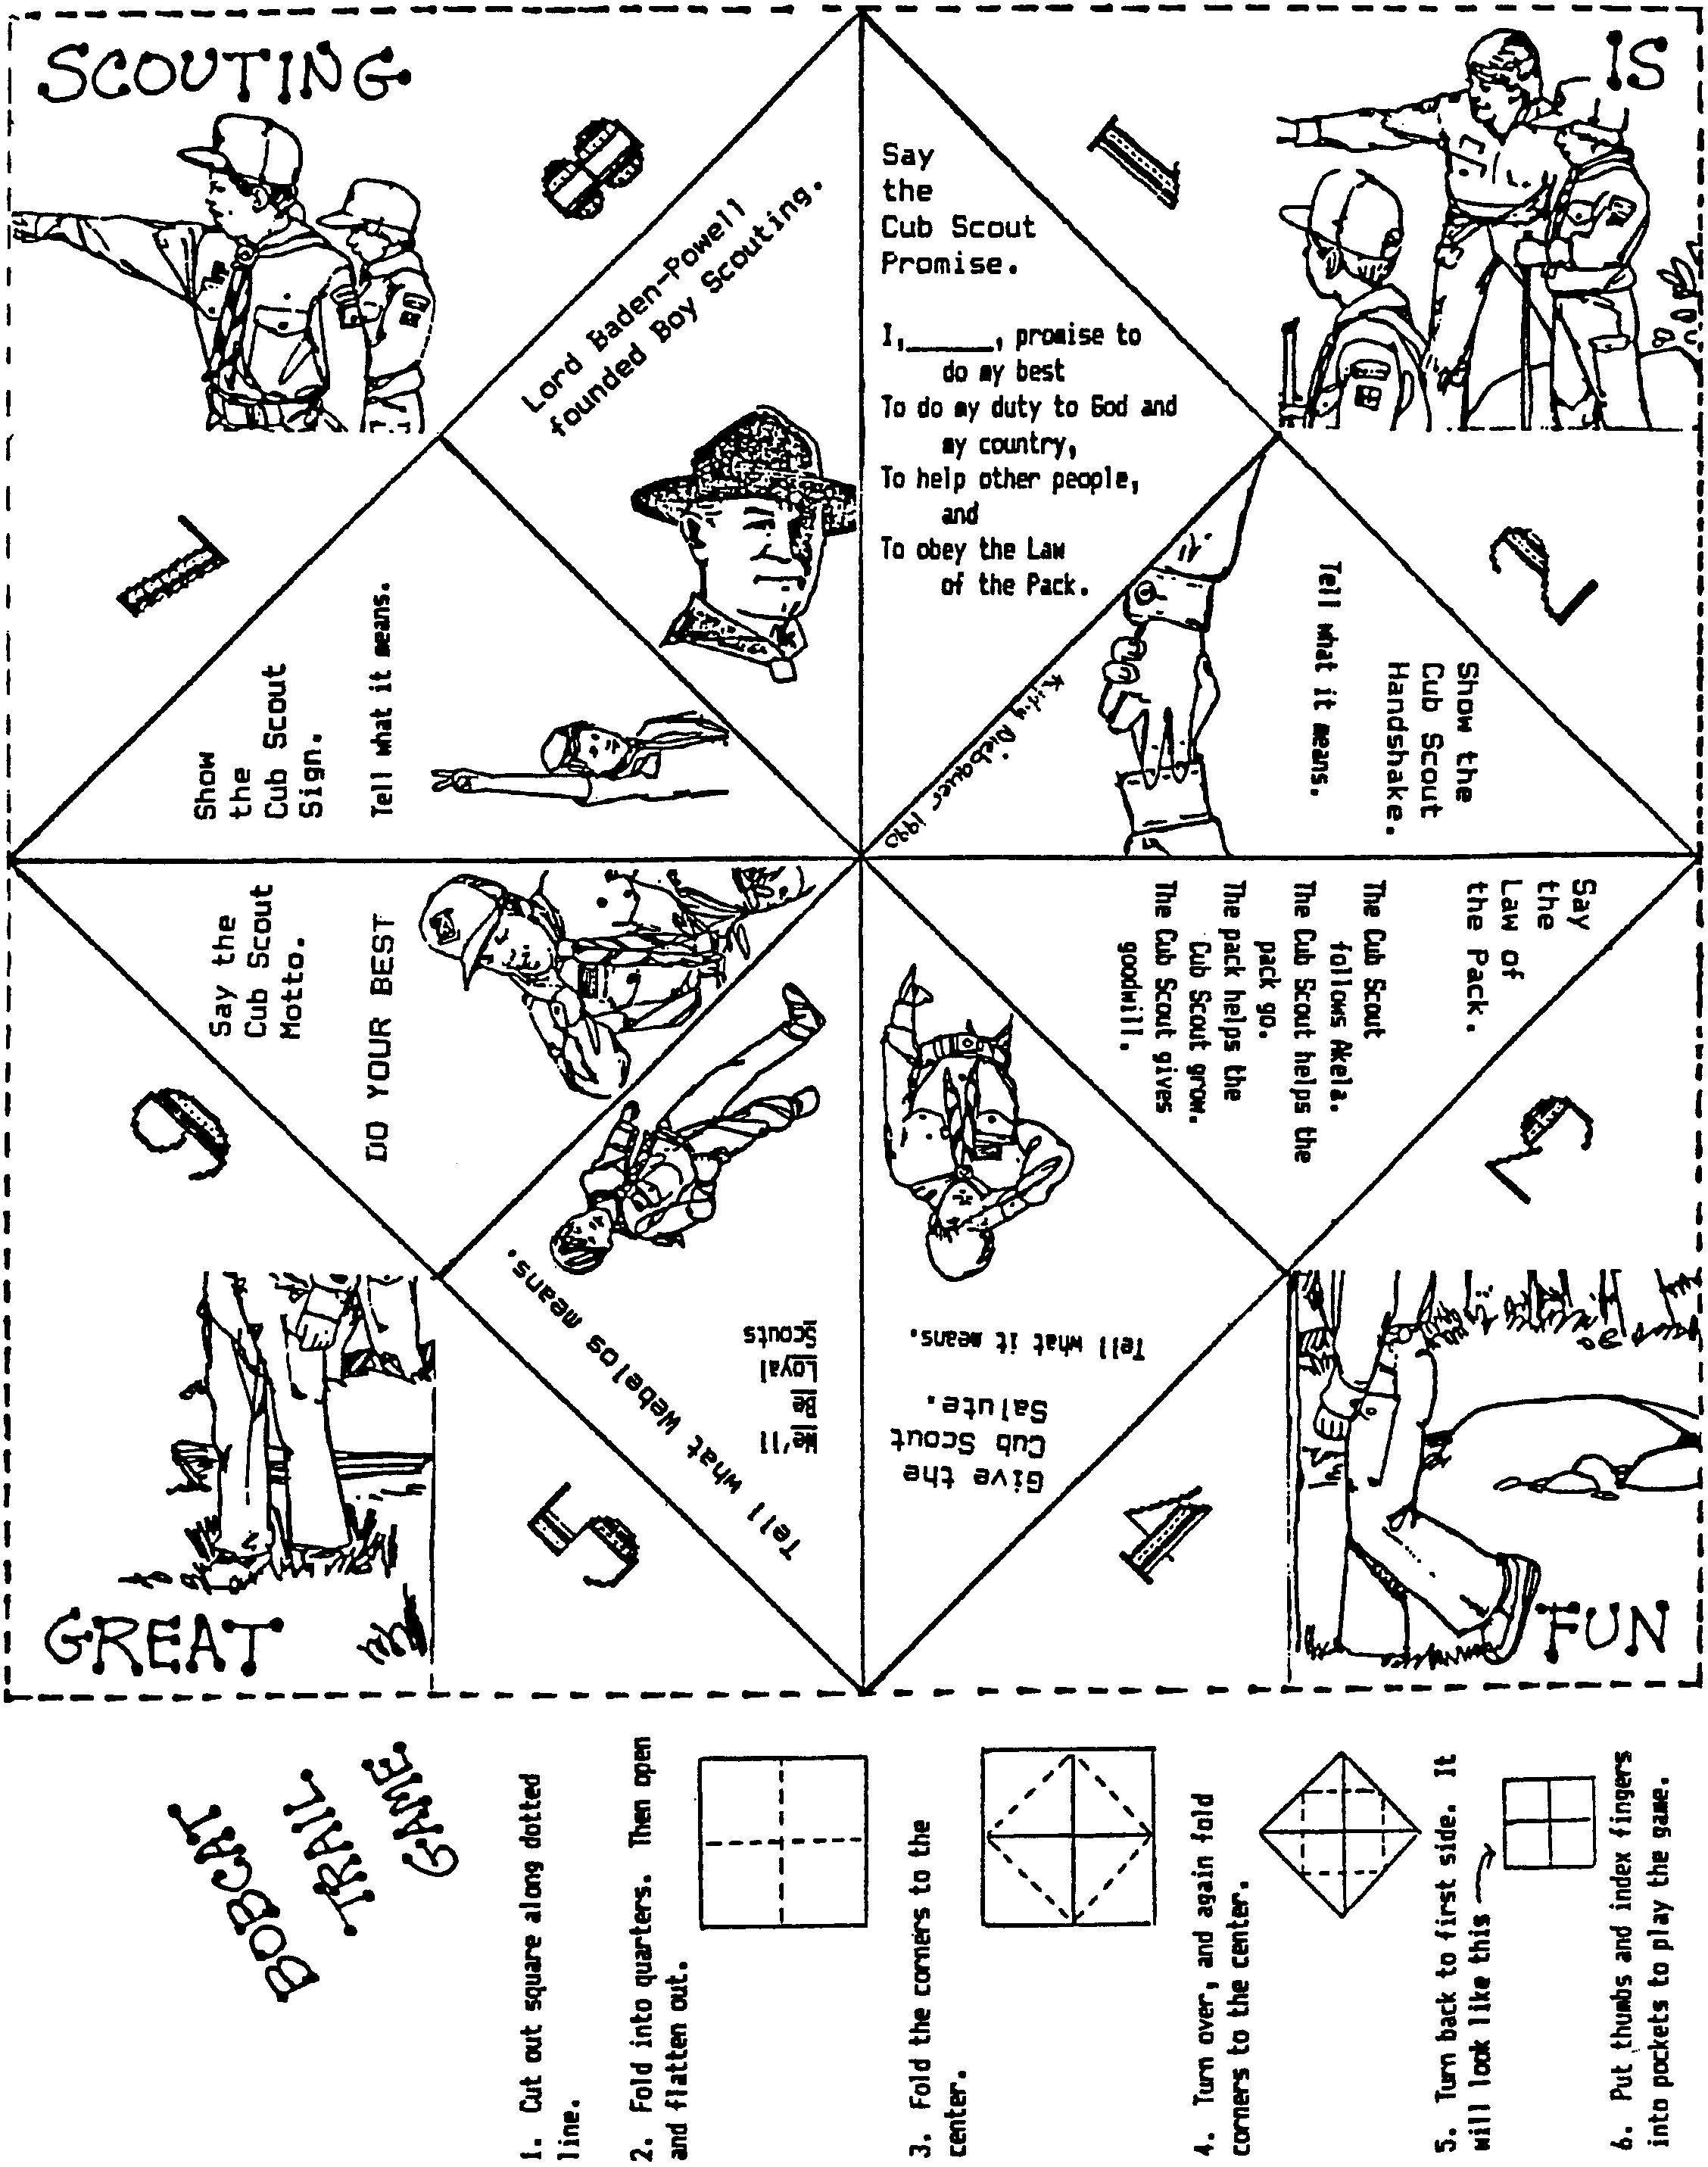 SCOUTING
IS
GREAT
FUN
1
Say
the
Cub Scout
Promise.
I,______, promise to
do my best
To do my duty to God and
my country,
To help other people,
and
To obey the Law
of the Pack.
2
Show the
Cub Scout
Handshake.
Tell what it means.
3
Say
the
Law of
the Pack.
The Cub Scout
follows Akela.
The Cub Scout helps the
pack go.
The pack helps the
Cub Scout grow.
The Cub Scout gives
goodwill.
4
Give the
Cub Scout
Salute.
Tell what it means.
5
Tell what Webelos means.
We'll
Be
Loyal
Scouts
6
Say the
Cub Scout
Motto.
DO YOUR BEST
7
Show
the
Cub Scout
Sign.
Tell what it means.
8
Lord Baden-Powell
founded Boy Scouting.
1990
BOBCAT
TRAIL
GAME
1. Cut out square along dotted
line.
2. Fold into quarters. Then open
and flatten out.
3. Fold the corners to the
center.
4. Turn over, and again fold
corners to the center.
5. Turn back to first side. It
will look like this
6. Put thumbs and index fingers
into pockets to play the game.